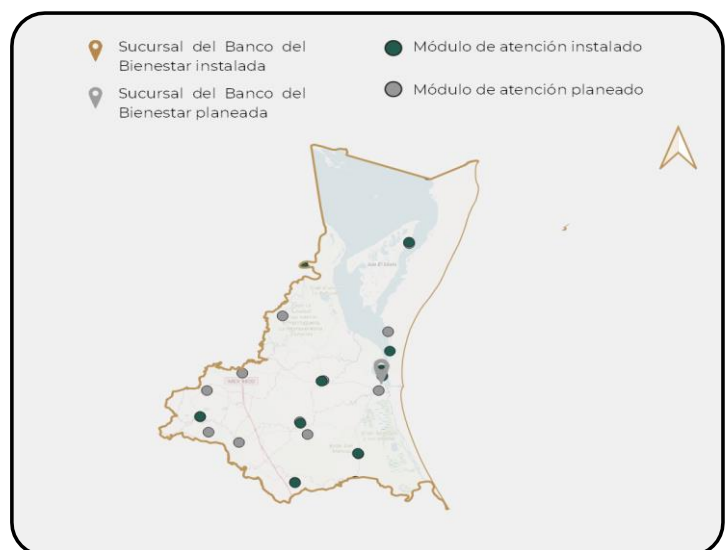 Sucursal del Banco del
Bienestar instalada
Sucursal del Banco del
Bienestar planeada
Módulo de atención instalado
Módulo de atención planeado